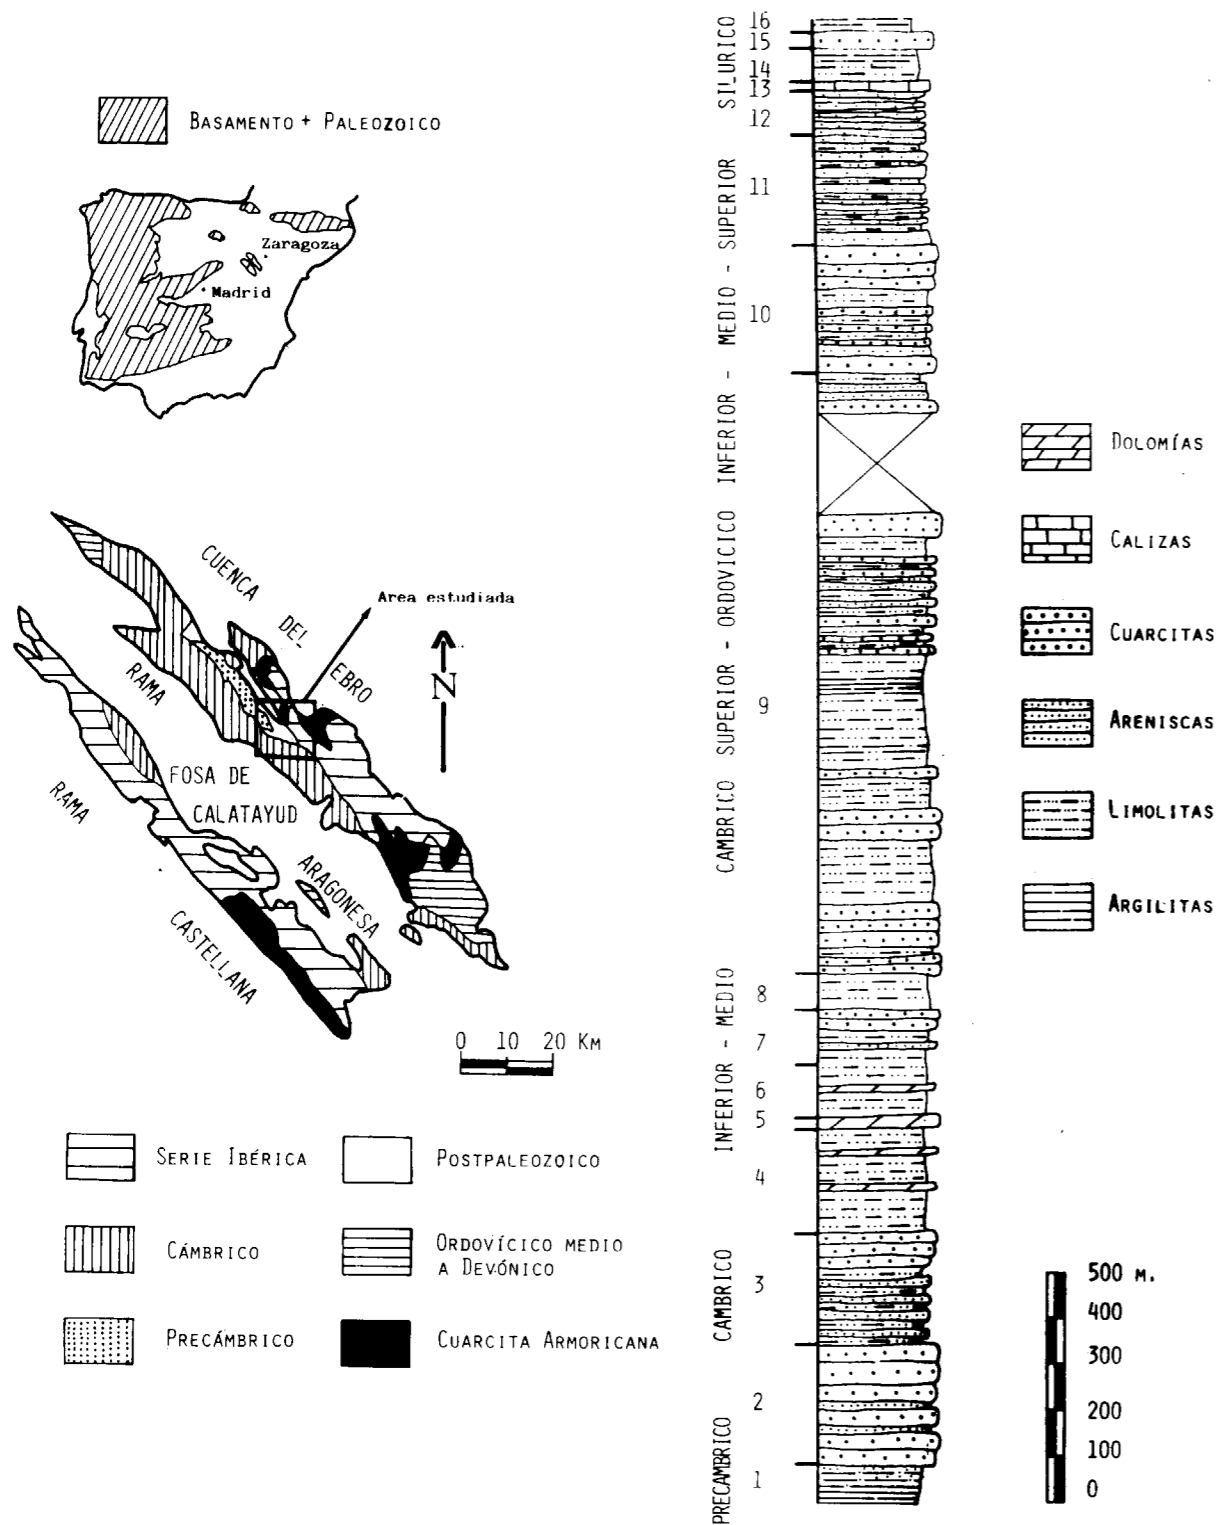 BASAMENTO + PALEOZOICO
Zaragoza
Madrid
CUENCA
DEL
EBRO
Area estudiada
RAMA
N
FOSA DE
CALATAYUD
RAMA
ARAGONESA
CASTELLANA
0 10 20 KM
SERIE IBÉRICA
POSTPALEOZOICO
CÁMBRICO
ORDOVÍCICO MEDIO
A DEVÓNICO
PRECÁMBRICO
CUARCITA ARMORICANA
SILURICO
CAMBRICO SUPERIOR - ORDOVICICO INFERIOR - MEDIO - SUPERIOR
CAMBRICO INFERIOR - MEDIO
PRECAMBRICO
16
15
14
13
12
11
10
9
8
7
6
5
4
3
2
1
DOLOMÍAS
CALIZAS
CUARCITAS
ARENISCAS
LIMOLITAS
ARGILITAS
500 M.
400
300
200
100
0